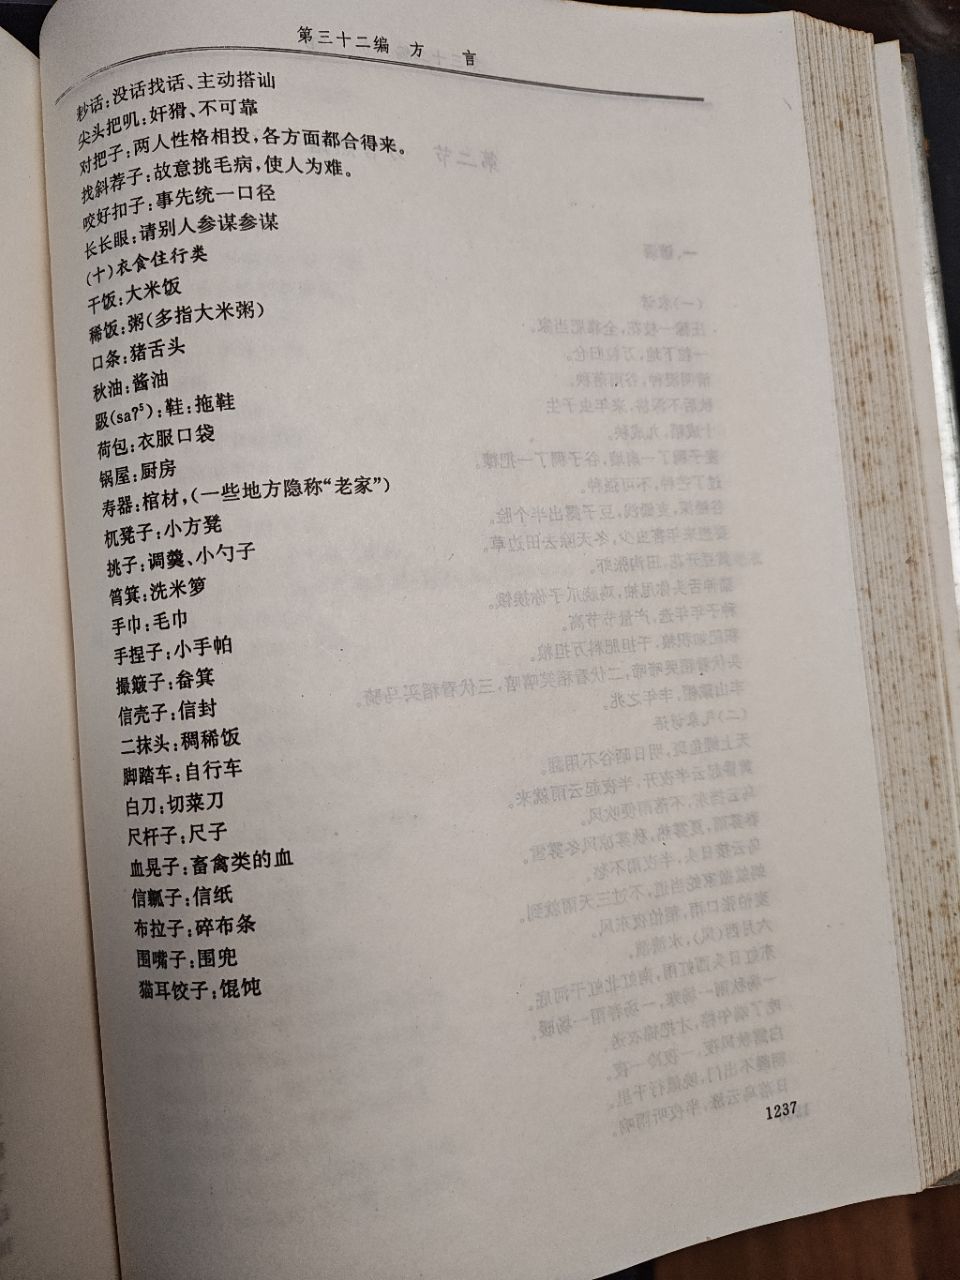 第三十二编 方 言
耖话:没话找话、主动搭讪
尖头把叽:奸猾、不可靠
对把子:两人性格相投,各方面都合得来。
找斜荐子:故意挑毛病,使人为难。
咬好扣子:事先统一口径
长长眼:请别人参谋参谋
(十)衣食住行类
干饭:大米饭
稀饭:粥(多指大米粥)
口条:猪舌头
秋油:酱油
趿(saʔ⁵):鞋:拖鞋
荷包:衣服口袋
锅屋:厨房
寿器:棺材,(一些地方隐称“老家”)
杌凳子:小方凳
挑子:调羹、小勺子
筲箕:洗米箩
手巾:毛巾
手捏子:小手帕
撮簸子:畚箕
信壳子:信封
二抹头:稠稀饭
脚踏车:自行车
白刀:切菜刀
尺杆子:尺子
血晃子:畜禽类的血
信瓤子:信纸
布拉子:碎布条
围嘴子:围兜
猫耳饺子:馄饨
1237